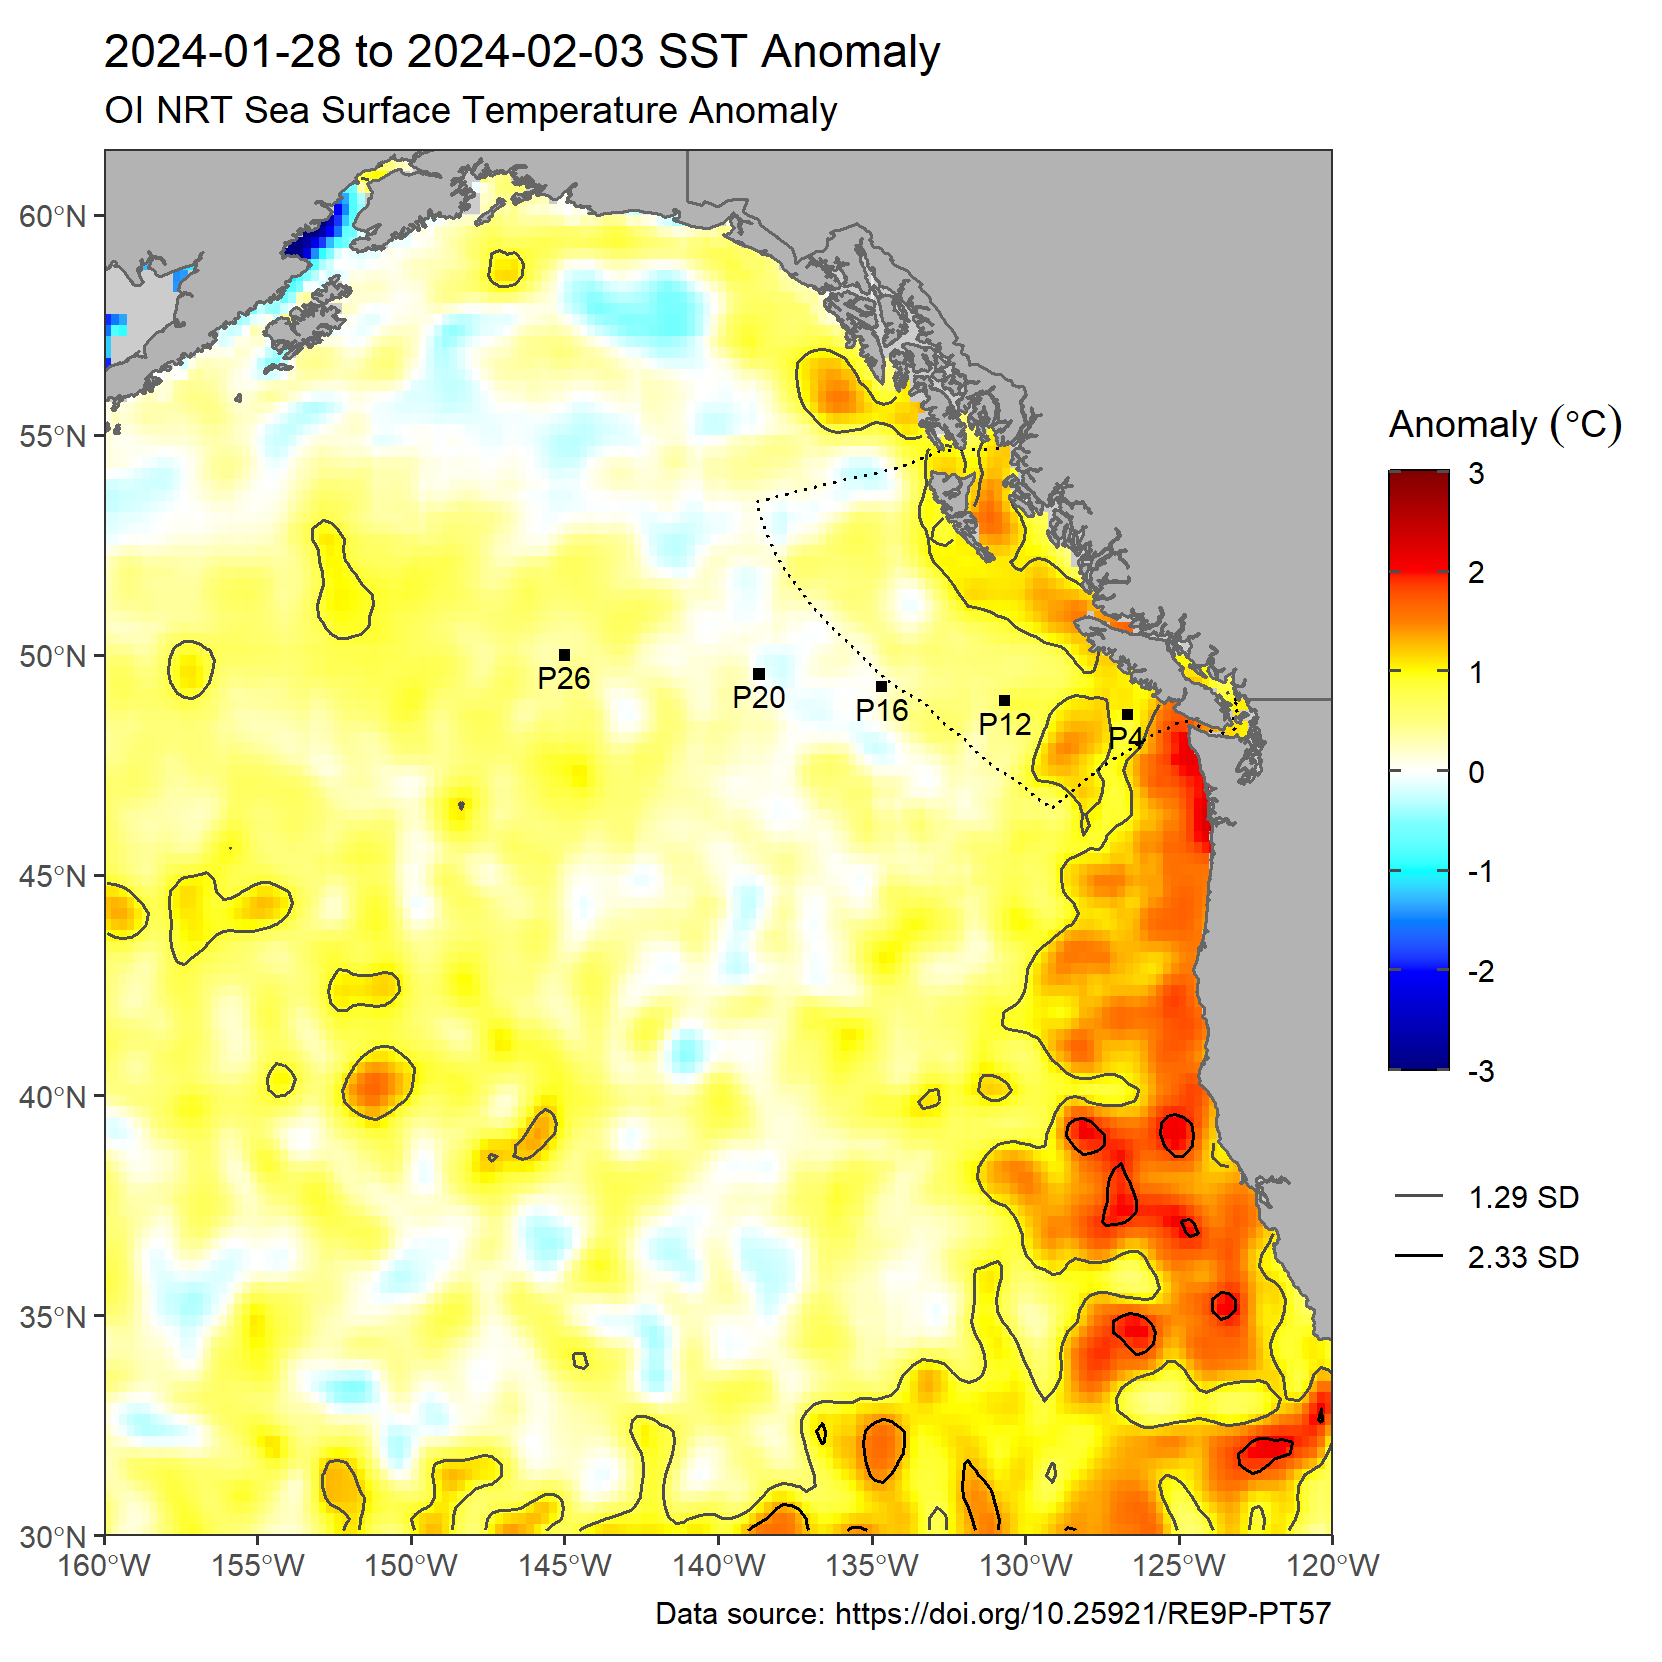 2024-01-28 to 2024-02-03 SST Anomaly
OI NRT Sea Surface Temperature Anomaly
60°N
55°N
50°N
45°N
40°N
35°N
30°N
P26
P20
P16
P12
P4
160°W
155°W
150°W
145°W
140°W
135°W
130°W
125°W
120°W
Anomaly (°C)
3
2
1
0
-1
-2
-3
1.29 SD
2.33 SD
Data source: https://doi.org/10.25921/RE9P-PT57